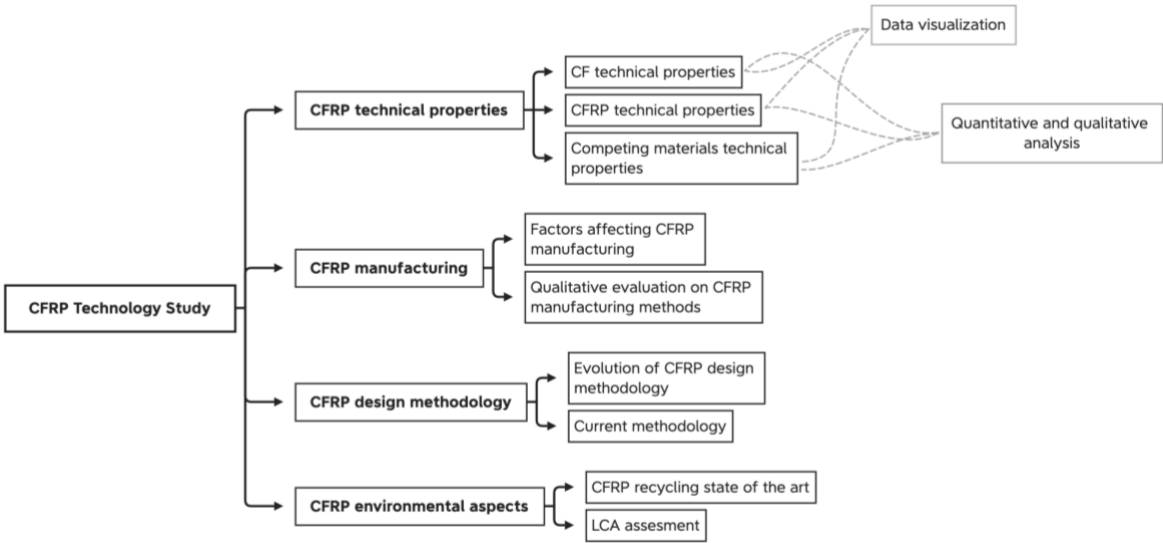 Data visualization
CF technical properties
CFRP technical properties
CFRP technical properties
Quantitative and qualitative
analysis
Competing materials technical
properties
Factors affecting CFRP
manufacturing
CFRP manufacturing
Qualitative evaluation on CFRP
manufacturing methods
CFRP Technology Study
Evolution of CFRP design
methodology
CFRP design methodology
Current methodology
CFRP recycling state of the art
CFRP environmental aspects
LCA assesment